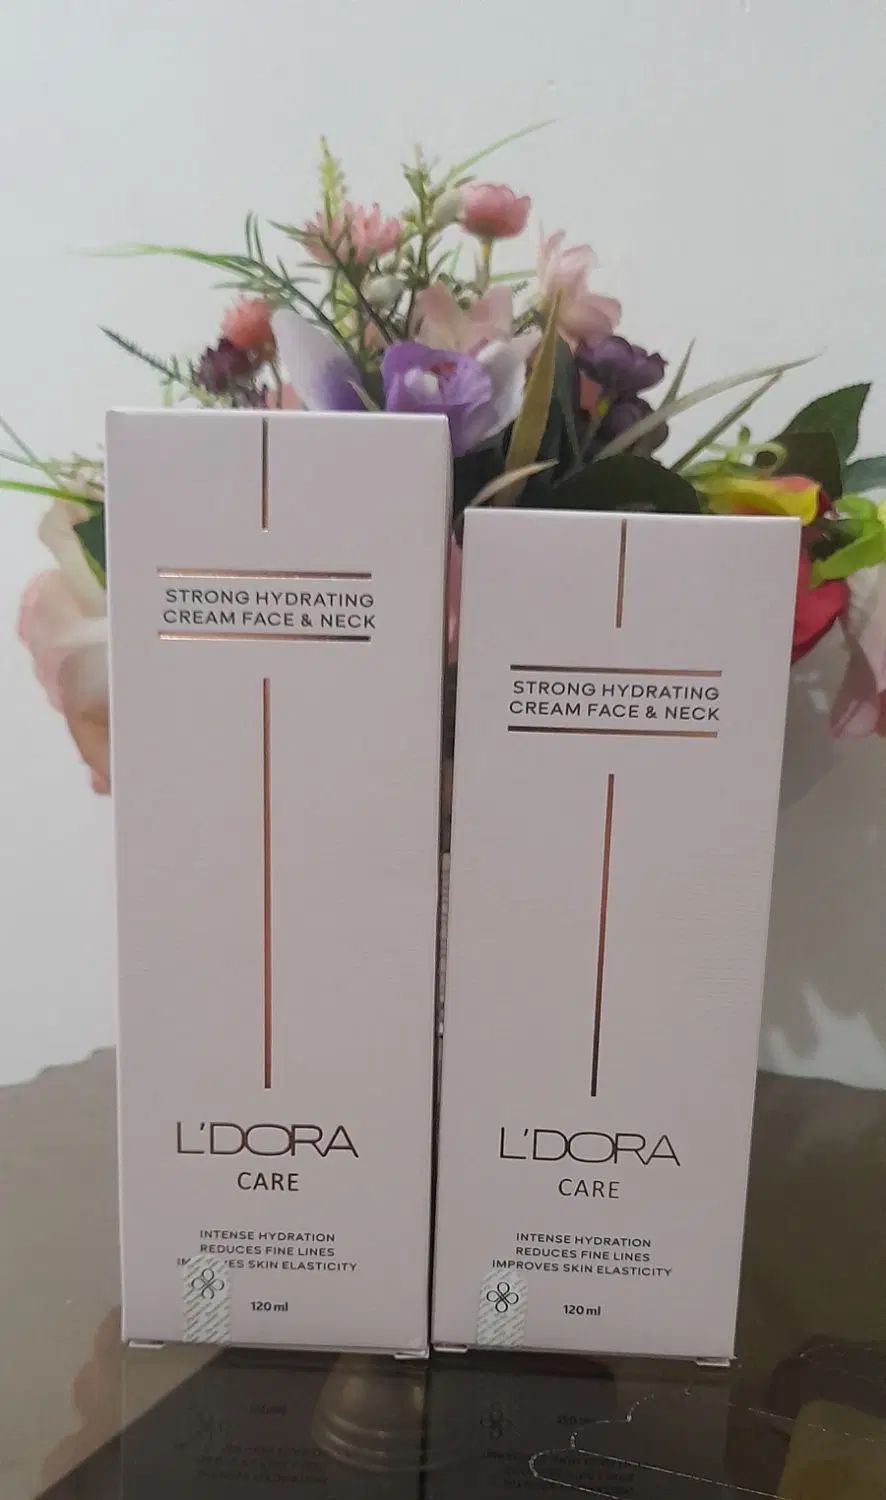 STRONG HYDRATING
CREAM FACE & NECK
L'DORA
CARE
INTENSE HYDRATION
REDUCES FINE LINES
SKIN ELASTICITY
120 ml
STRONG HYDRATING
CREAM FACE & NECK
L'DORA
CARE
INTENSE HYDRATION
REDUCES FINE LINES
IMPROVES SKIN ELASTICITY
120 ml